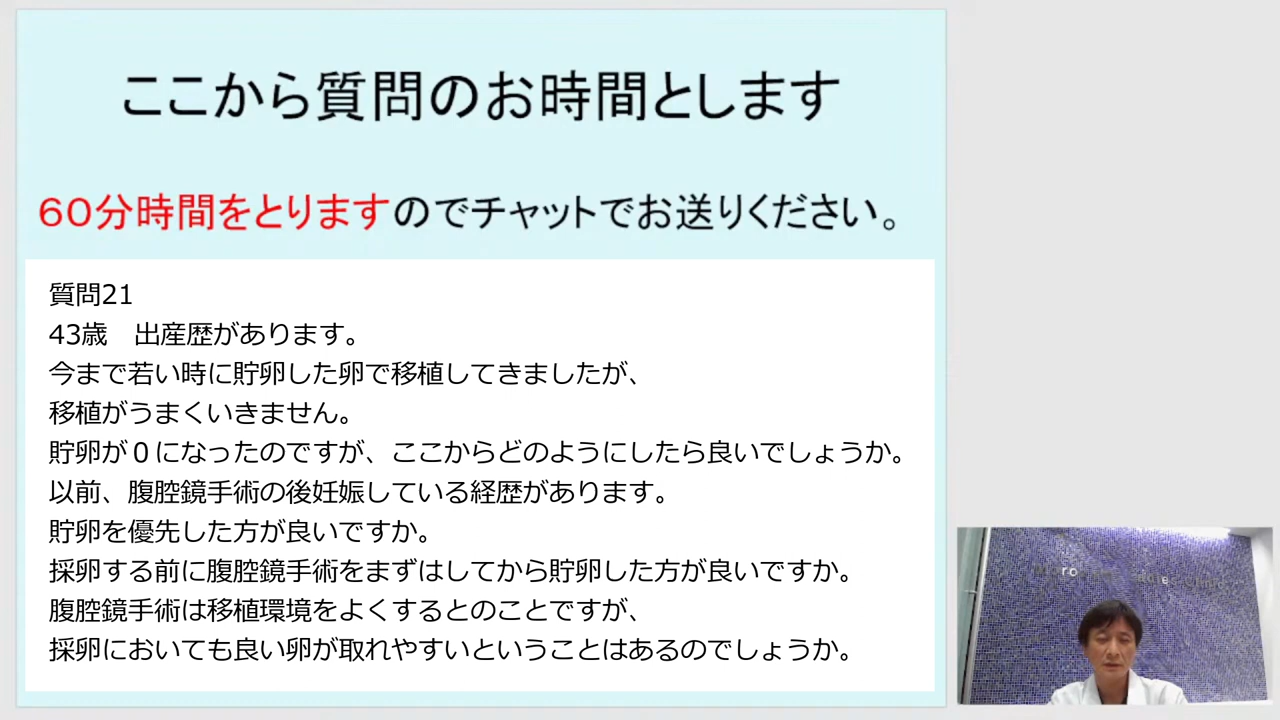 ここから質問のお時間とします
６０分時間をとりますのでチャットでお送りください。
質問21
43歳　出産歴があります。
今まで若い時に貯卵した卵で移植してきましたが、
移植がうまくいきません。
貯卵が０になったのですが、ここからどのようにしたら良いでしょうか。
以前、腹腔鏡手術の後妊娠している経歴があります。
貯卵を優先した方が良いですか。
採卵する前に腹腔鏡手術をまずはしてから貯卵した方が良いですか。
腹腔鏡手術は移植環境をよくするとのことですが、
採卵においても良い卵が取れやすいということはあるのでしょうか。